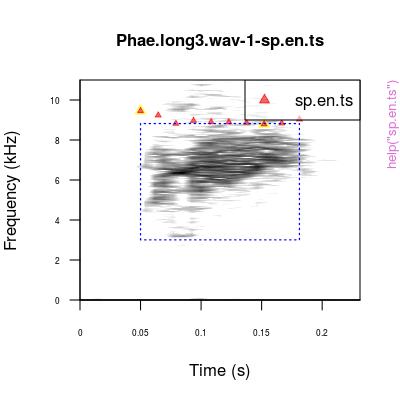 Phae.long3.wav-1-sp.en.ts
sp.en.ts
10
8
6
4
2
0
Frequency (kHz)
0
0.05
0.1
0.15
0.2
Time (s)
help("sp.en.ts")